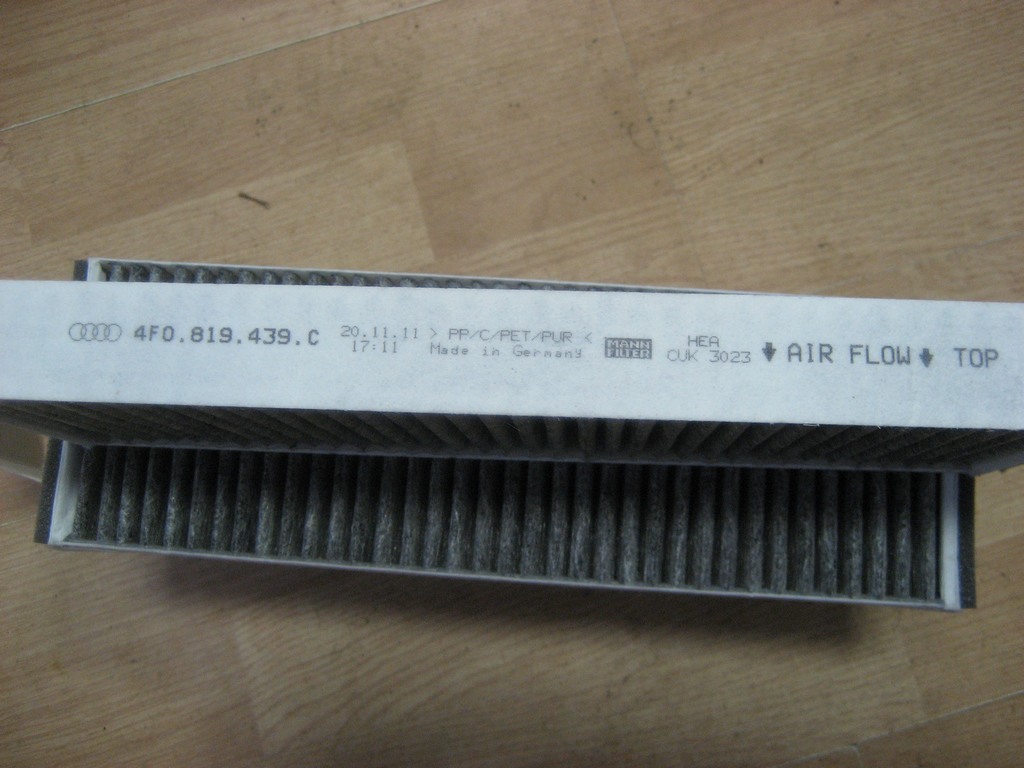 4F0.819.439.C 20.11.11 > PP/C/PET/PUR < MANN HEA AIR FLOW TOP
17:11 Made in Germany FILTER CUK 3023